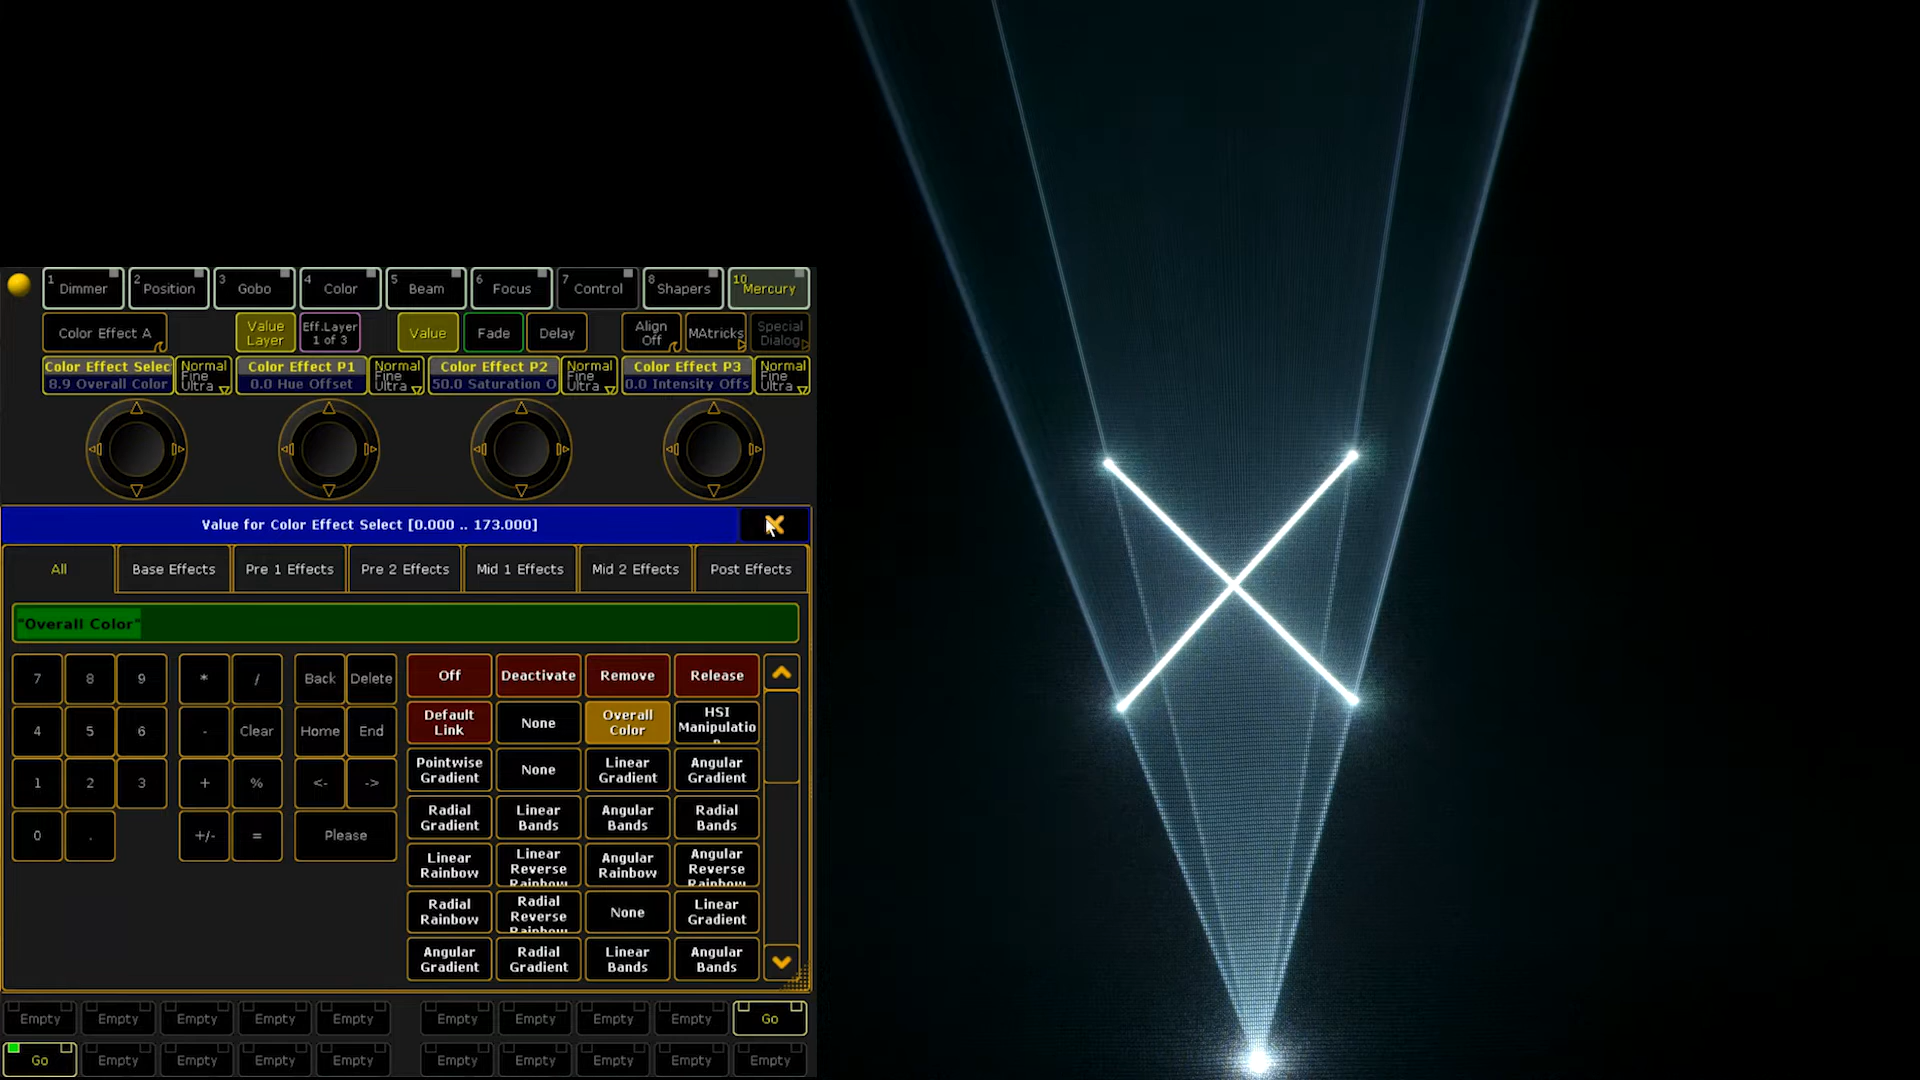 1 Dimmer
2 Position
3 Gobo
4 Color
5 Beam
6 Focus
7 Control
8 Shapers
10 Mercury
Color Effect A
Value Layer
Eff.Layer 1 of 3
Value
Fade
Delay
Align Off
MAtricks
Special Dialog
Color Effect Selec
8.9 Overall Color
Normal
Fine
Ultra
Color Effect P1
0.0 Hue Offset
Normal
Fine
Ultra
Color Effect P2
50.0 Saturation O
Normal
Fine
Ultra
Color Effect P3
0.0 Intensity Offs
Normal
Fine
Ultra
Value for Color Effect Select [0.000 .. 173.000]
All
Base Effects
Pre 1 Effects
Pre 2 Effects
Mid 1 Effects
Mid 2 Effects
Post Effects
"Overall Color"
7 8 9 * / Back Delete
4 5 6 - Clear Home End
1 2 3 + % <- ->
0 . +/- = Please
Off
Deactivate
Remove
Release
Default Link
None
Overall Color
HSI Manipulatio
Pointwise Gradient
None
Linear Gradient
Angular Gradient
Radial Gradient
Linear Bands
Angular Bands
Radial Bands
Linear Rainbow
Linear Reverse Rainbow
Angular Rainbow
Angular Reverse Rainbow
Radial Rainbow
Radial Reverse Rainbow
None
Linear Gradient
Angular Gradient
Radial Gradient
Linear Bands
Angular Bands
Empty Empty Empty Empty Empty Empty Empty Empty Empty Go
Go Empty Empty Empty Empty Empty Empty Empty Empty Empty